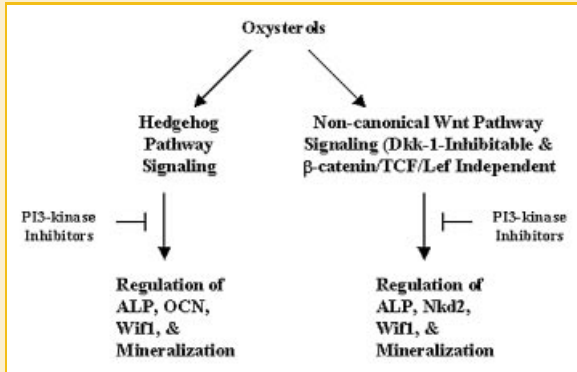 Oxysterols
Hedgehog
Pathway
Signaling
Non-canonical Wnt Pathway
Signaling (Dkk-1-Inhibitable &
β-catenin/TCF/Lef Independent
PI3-kinase
Inhibitors
PI3-kinase
Inhibitors
Regulation of
ALP, OCN,
Wif1, &
Mineralization
Regulation of
ALP, Nkd2,
Wif1, &
Mineralization